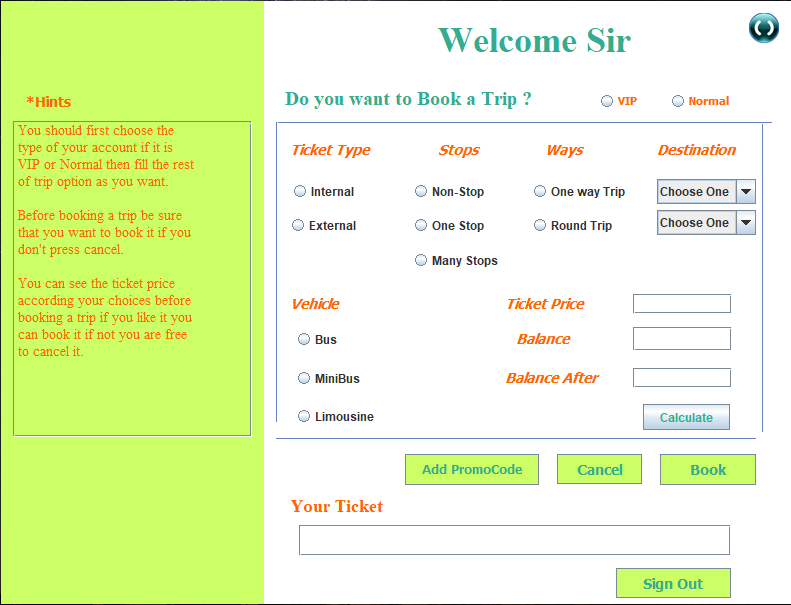 Welcome Sir
*Hints
You should first choose the
type of your account if it is
VIP or Normal then fill the rest
of trip option as you want.
Before booking a trip be sure
that you want to book it if you
don't press cancel.
You can see the ticket price
according your choices before
booking a trip if you like it you
can book it if not you are free
to cancel it.
Do you want to Book a Trip ?
VIP
Normal
Ticket Type
Stops
Ways
Destination
Internal
Non-Stop
One way Trip
Choose One
External
One Stop
Round Trip
Choose One
Many Stops
Vehicle
Ticket Price
Bus
Balance
MiniBus
Balance After
Limousine
Calculate
Add PromoCode
Cancel
Book
Your Ticket
Sign Out